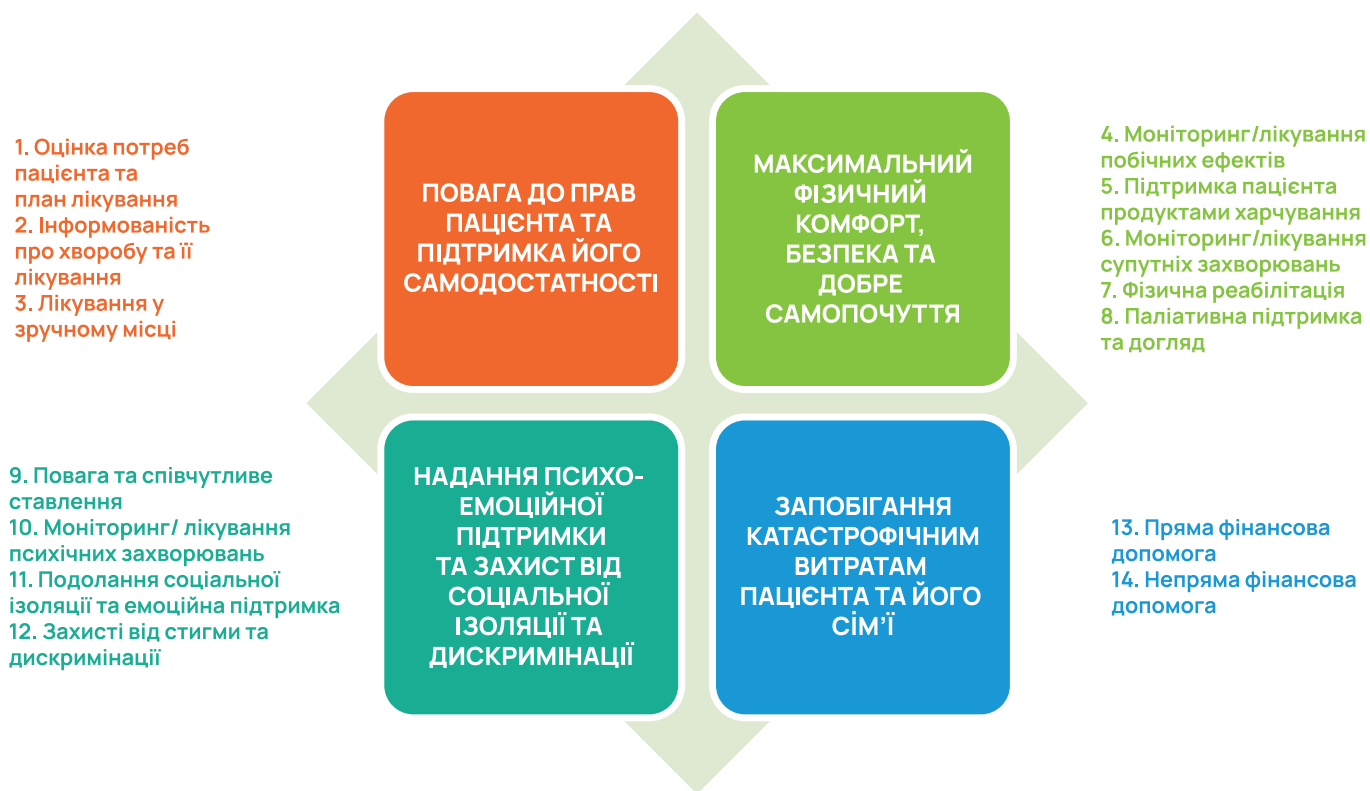 1. Оцінка потреб
пацієнта та
план лікування
2. Інформованість
про хворобу та її
лікування
3. Лікування у
зручному місці
ПОВАГА ДО ПРАВ
ПАЦІЄНТА ТА
ПІДТРИМКА ЙОГО
САМОДОСТАТНОСТІ
МАКСИМАЛЬНИЙ
ФІЗИЧНИЙ
КОМФОРТ,
БЕЗПЕКА ТА
ДОБРЕ
САМОПОЧУТТЯ
4. Моніторинг/лікування
побічних ефектів
5. Підтримка пацієнта
продуктами харчування
6. Моніторинг/лікування
супутніх захворювань
7. Фізична реабілітація
8. Паліативна підтримка
та догляд
9. Повага та співчутливе
ставлення
10. Моніторинг/ лікування
психічних захворювань
11. Подолання соціальної
ізоляції та емоційна підтримка
12. Захисті від стигми та
дискримінації
НАДАННЯ ПСИХО-
ЕМОЦІЙНОЇ
ПІДТРИМКИ
ТА ЗАХИСТ ВІД
СОЦІАЛЬНОЇ
ІЗОЛЯЦІЇ ТА
ДИСКРИМІНАЦІЇ
ЗАПОБІГАННЯ
КАТАСТРОФІЧНИМ
ВИТРАТАМ
ПАЦІЄНТА ТА ЙОГО
СІМ’Ї
13. Пряма фінансова
допомога
14. Непряма фінансова
допомога